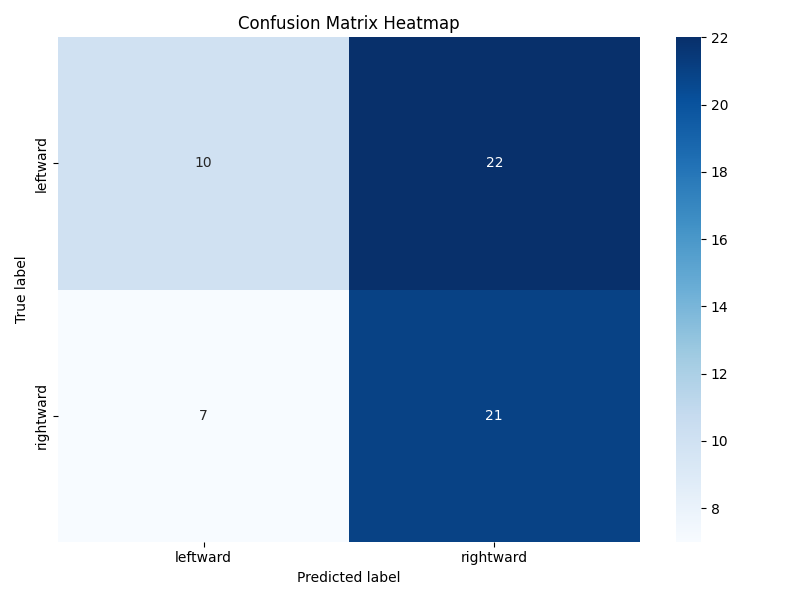 Confusion Matrix Heatmap
True label
leftward
rightward
10
22
7
21
leftward
rightward
Predicted label
22
20
18
16
14
12
10
8